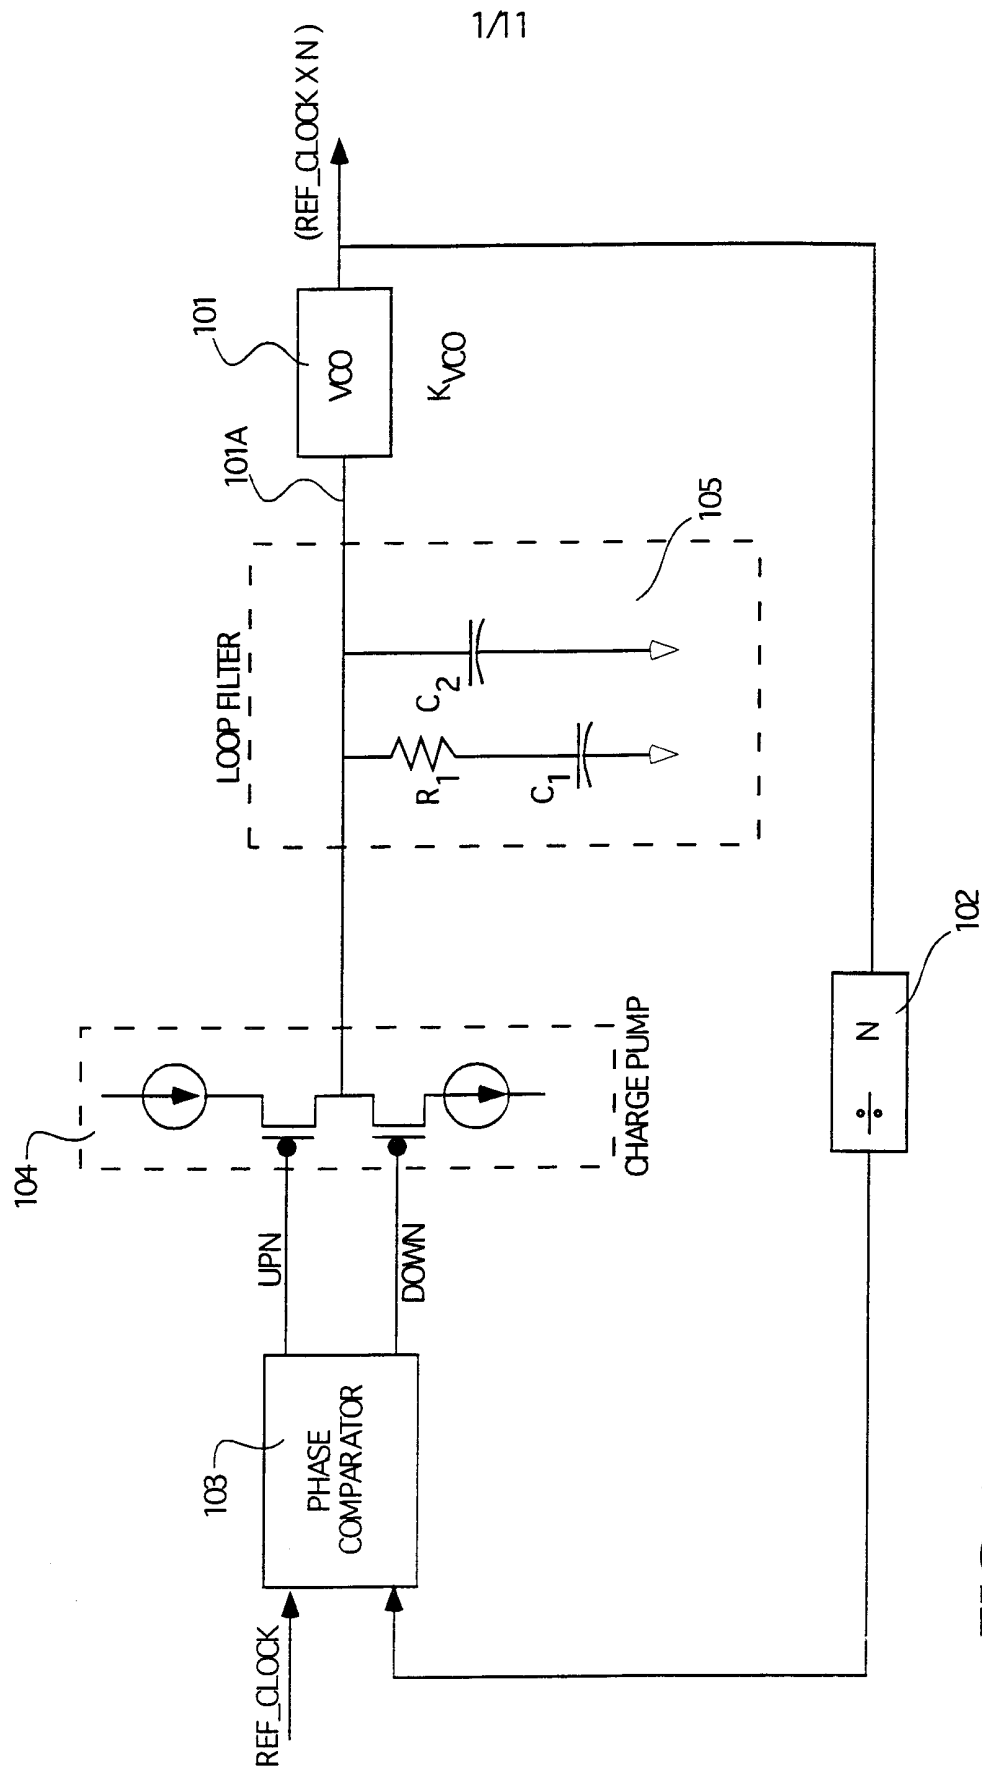 1/11
REF_CLOCK
103
PHASE
COMPARATOR
UPN
DOWN
104
CHARGE PUMP
LOOP FILTER
R1
C1
C2
105
101A
101
VCO
KVCO
(REF_CLOCK X N)
102
÷ N